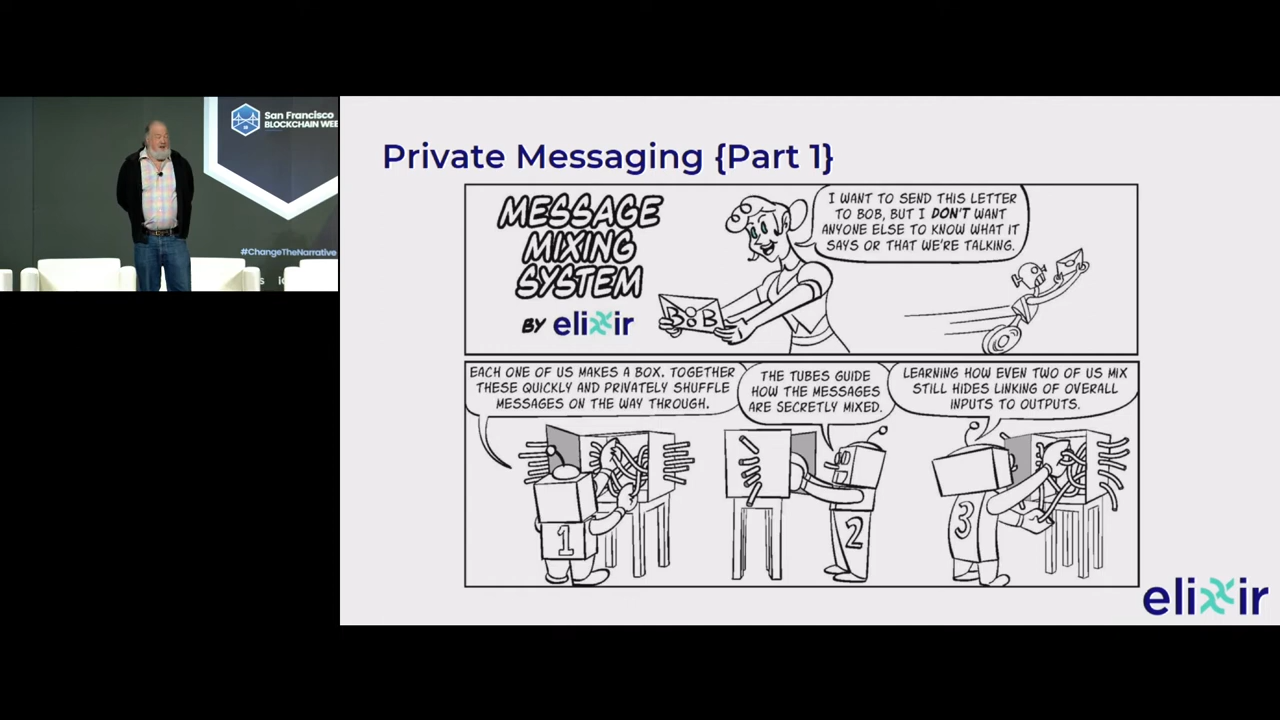 San Francisco
BLOCKCHAIN WEE
#ChangeTheNarrative
Private Messaging {Part 1}
MESSAGE
MIXING
SYSTEM
BY elixxir
BOB
I WANT TO SEND THIS LETTER
TO BOB, BUT I DON'T WANT
ANYONE ELSE TO KNOW WHAT IT
SAYS OR THAT WE'RE TALKING.
EACH ONE OF US MAKES A BOX. TOGETHER
THESE QUICKLY AND PRIVATELY SHUFFLE
MESSAGES ON THE WAY THROUGH.
THE TUBES GUIDE
HOW THE MESSAGES
ARE SECRETLY MIXED.
LEARNING HOW EVEN TWO OF US MIX
STILL HIDES LINKING OF OVERALL
INPUTS TO OUTPUTS.
1
2
3
elixxir